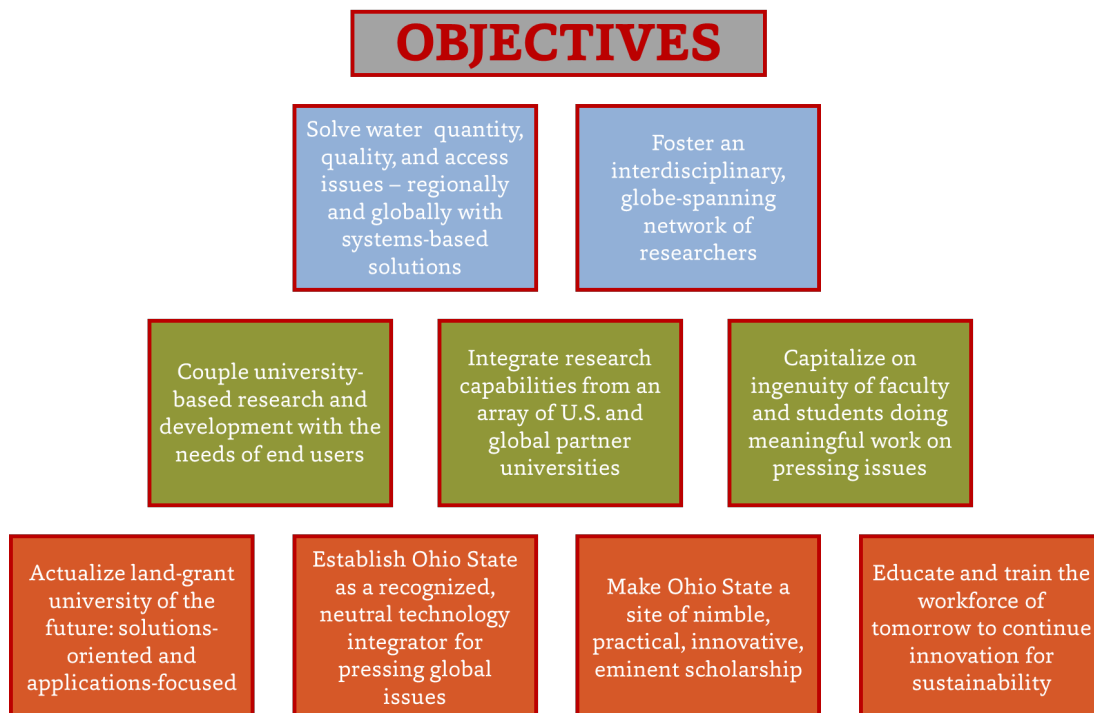 OBJECTIVES
Solve water  quantity,
quality, and access
issues – regionally
and globally with
systems-based
solutions
Foster an
interdisciplinary,
globe-spanning
network of
researchers
Couple university-
based research and
development with the
needs of end users
Integrate research
capabilities from an
array of U.S. and
global partner
universities
Capitalize on
ingenuity of faculty
and students doing
meaningful work on
pressing issues
Actualize land-grant
university of the
future: solutions-
oriented and
applications-focused
Establish Ohio State
as a recognized,
neutral technology
integrator for
pressing global
issues
Make Ohio State a
site of nimble,
practical, innovative,
eminent scholarship
Educate and train the
workforce of
tomorrow to continue
innovation for
sustainability